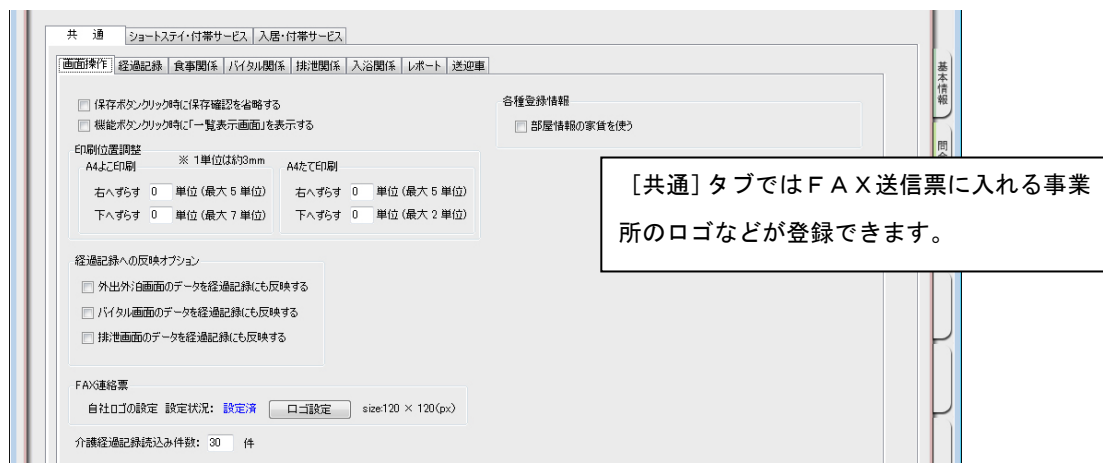 共 通 ショートステイ・付帯サービス 入居・付帯サービス
画面操作 経過記録 食事関係 バイタル関係 排泄関係 入浴関係 レポート 送迎車
保存ボタンクリック時に保存確認を省略する
機能ボタンクリック時に「一覧表示画面」を表示する
各種登録情報
部屋情報の家賃を使う
印刷位置調整
※ 1単位は約3mm
A4よこ印刷
右へずらす 0 単位(最大 5 単位)
下へずらす 0 単位(最大 7 単位)
A4たて印刷
右へずらす 0 単位(最大 5 単位)
下へずらす 0 単位(最大 2 単位)
[共通]タブではＦＡＸ送信票に入れる事業
所のロゴなどが登録できます。
経過記録への反映オプション
外出外泊画面のデータを経過記録にも反映する
バイタル画面のデータを経過記録にも反映する
排泄画面のデータを経過記録にも反映する
FAX連絡票
自社ロゴの設定 設定状況: 設定済 ロゴ設定 size:120 × 120(px)
介護経過記録読込み件数: 30 件
基本情報